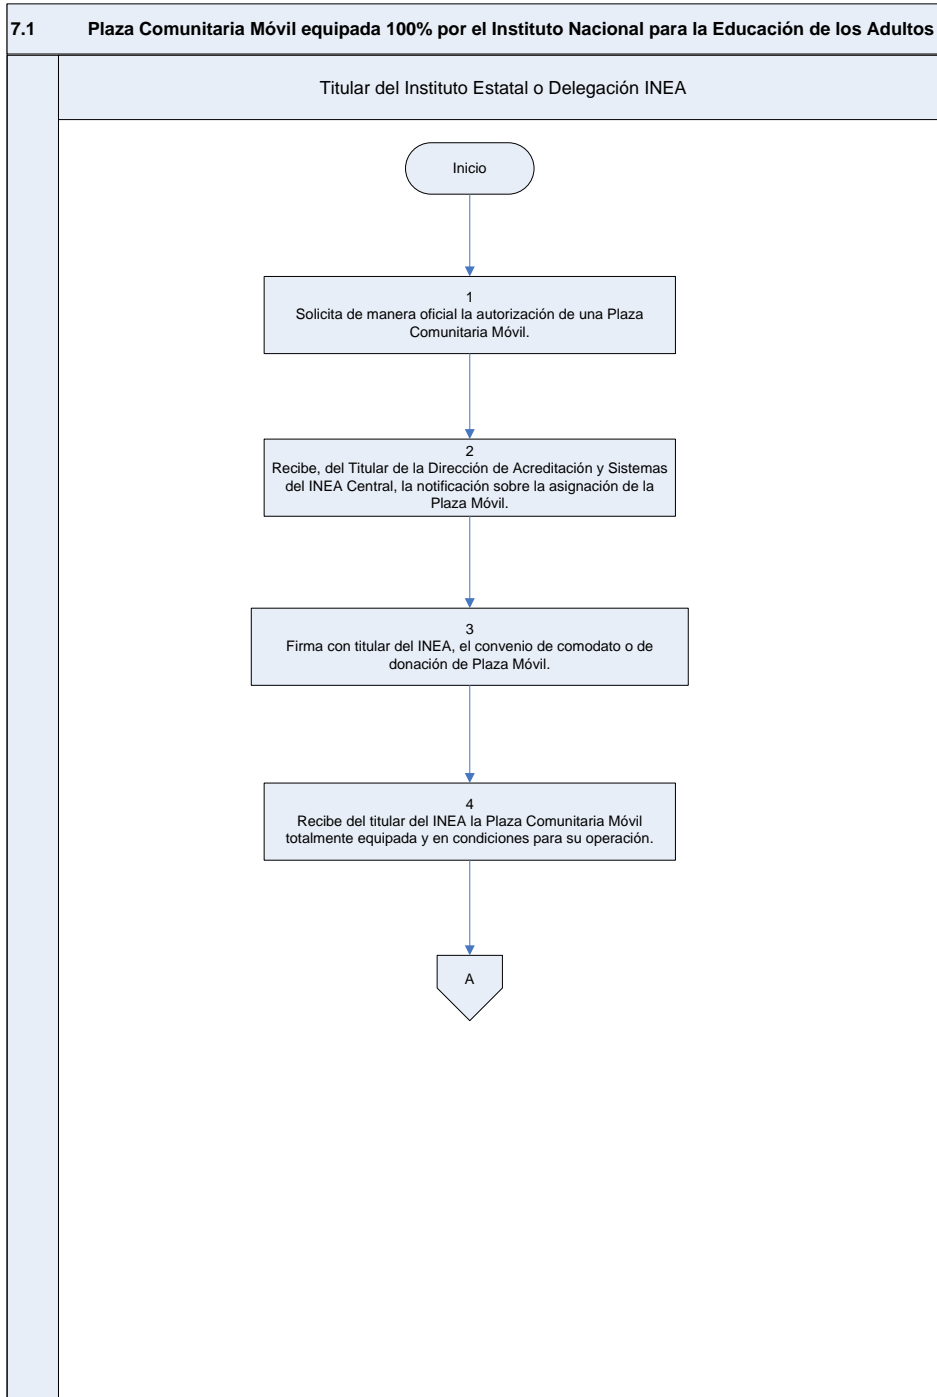 7.1 Plaza Comunitaria Móvil equipada 100% por el Instituto Nacional para la Educación de los Adultos
Titular del Instituto Estatal o Delegación INEA
Inicio
1
Solicita de manera oficial la autorización de una Plaza
Comunitaria Móvil.
2
Recibe, del Titular de la Dirección de Acreditación y Sistemas
del INEA Central, la notificación sobre la asignación de la
Plaza Móvil.
3
Firma con titular del INEA, el convenio de comodato o de
donación de Plaza Móvil.
4
Recibe del titular del INEA la Plaza Comunitaria Móvil
totalmente equipada y en condiciones para su operación.
A